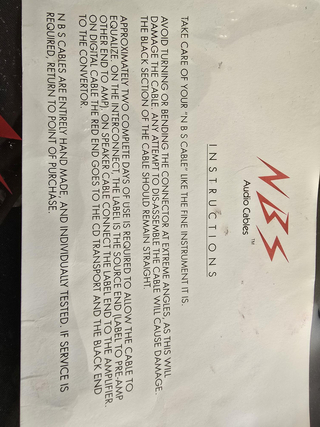 NBS
Audio Cables ™
INSTRUCTIONS
TAKE CARE OF YOUR "N B S CABLE" LIKE THE FINE INSTRUMENT IT IS.
AVOID TURNING OR BENDING THE CONNECTOR AT EXTREME ANGLES, AS THIS WILL
DAMAGE THE CABLE. ANY ATTEMPT TO DISASSEMBLE THE CABLE WILL CAUSE DAMAGE.
THE BLACK SECTION OF THE CABLE SHOULD REMAIN STRAIGHT.
APPROXIMATELY TWO COMPLETE DAYS OF USE IS REQUIRED TO ALLOW THE CABLE TO
EQUALIZE. ON THE INTERCONNECT, THE LABEL IS THE SOURCE END (LABEL TO PRE-AMP
OTHER END TO AMP). ON SPEAKER CABLE CONNECT THE LABEL END TO THE AMPLIFIER.
ON DIGITAL CABLE THE RED END GOES TO THE CD TRANSPORT AND THE BLACK END
TO THE CONVERTOR.
N B S CABLES ARE ENTIRELY HAND MADE, AND INDIVIDUALLY TESTED. IF SERVICE IS
REQUIRED, RETURN TO POINT OF PURCHASE.